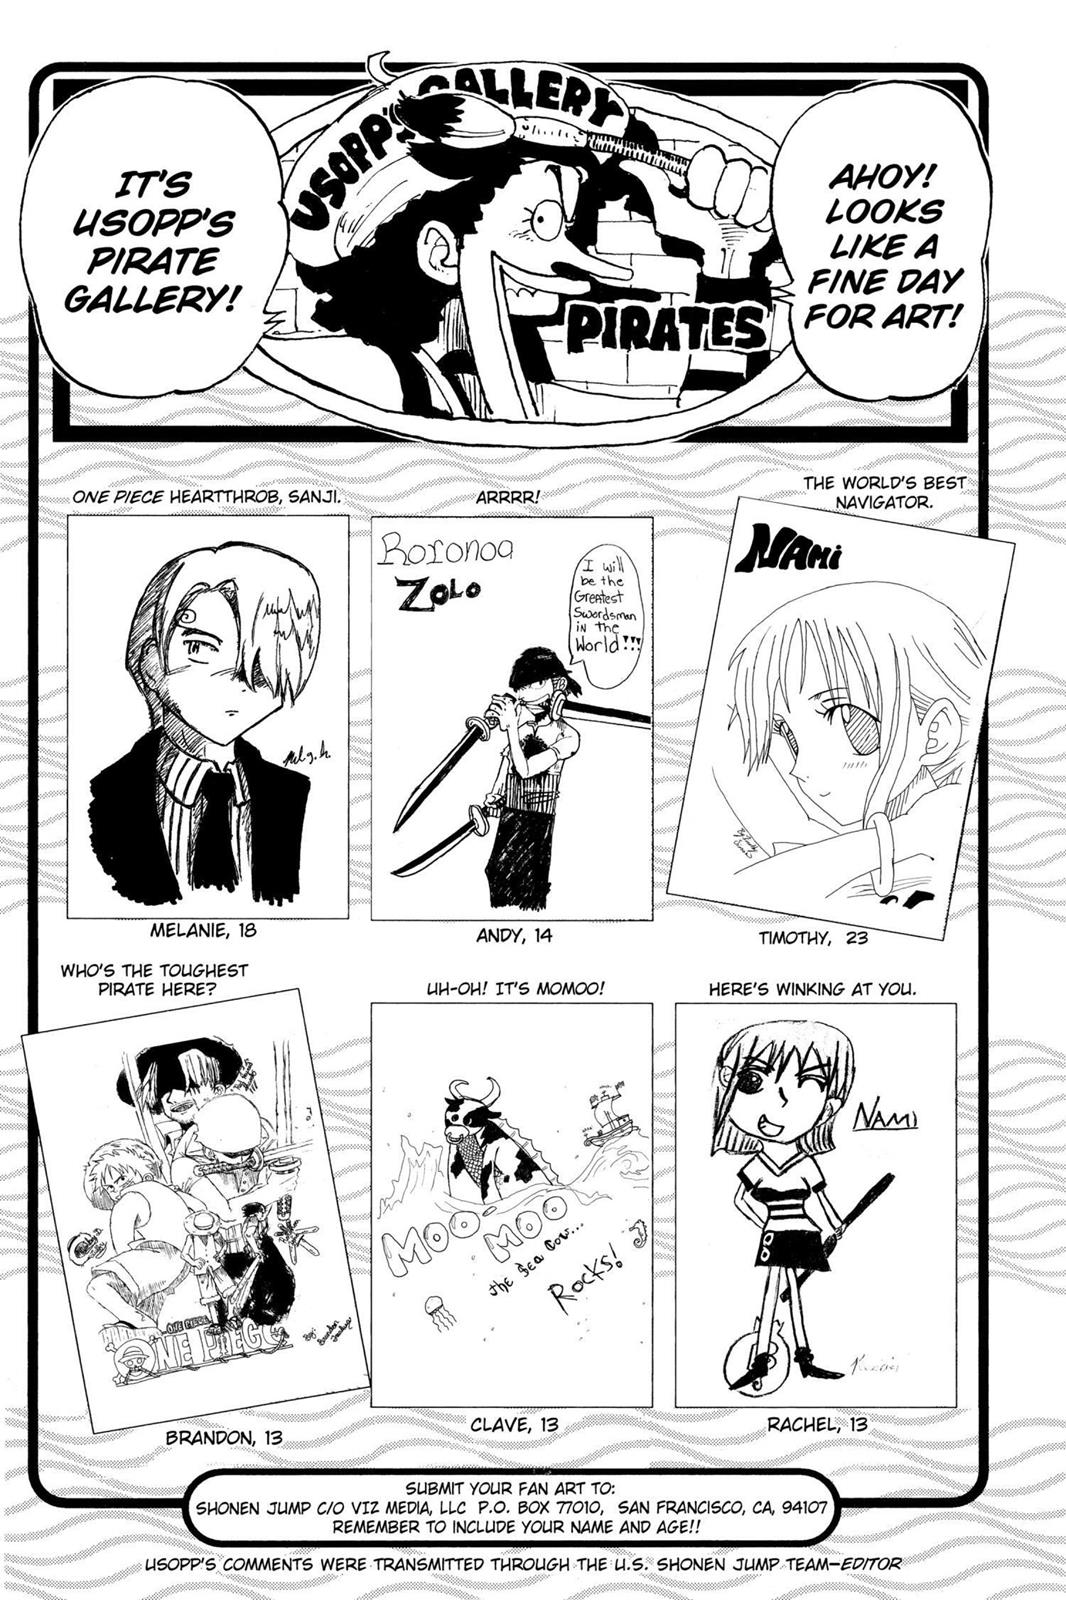 IT'S
USOPP'S
PIRATE
GALLERY!
USOPP'S GALLERY
PIRATES
AHOY!
LOOKS
LIKE A
FINE DAY
FOR ART!
ONE PIECE HEARTTHROB, SANJI.
MELANIE, 18
ARRRR!
Roronoa
ZOLO
I will
be the
Greatest
Swordsman
in the
World!!!
ANDY, 14
THE WORLD'S BEST
NAVIGATOR.
NAMi
TIMOTHY, 23
WHO'S THE TOUGHEST
PIRATE HERE?
ONE PIECE
ONE PIECE
By:
Brandon
BRANDON, 13
UH-OH! IT'S MOMOO!
MOO MOO
the Sea Cow...
Rocks!
CLAVE, 13
HERE'S WINKING AT YOU.
NAMI
RACHEL, 13
SUBMIT YOUR FAN ART TO:
SHONEN JUMP C/O VIZ MEDIA, LLC P.O. BOX 77010, SAN FRANCISCO, CA, 94107
REMEMBER TO INCLUDE YOUR NAME AND AGE!!
USOPP'S COMMENTS WERE TRANSMITTED THROUGH THE U.S. SHONEN JUMP TEAM—EDITOR